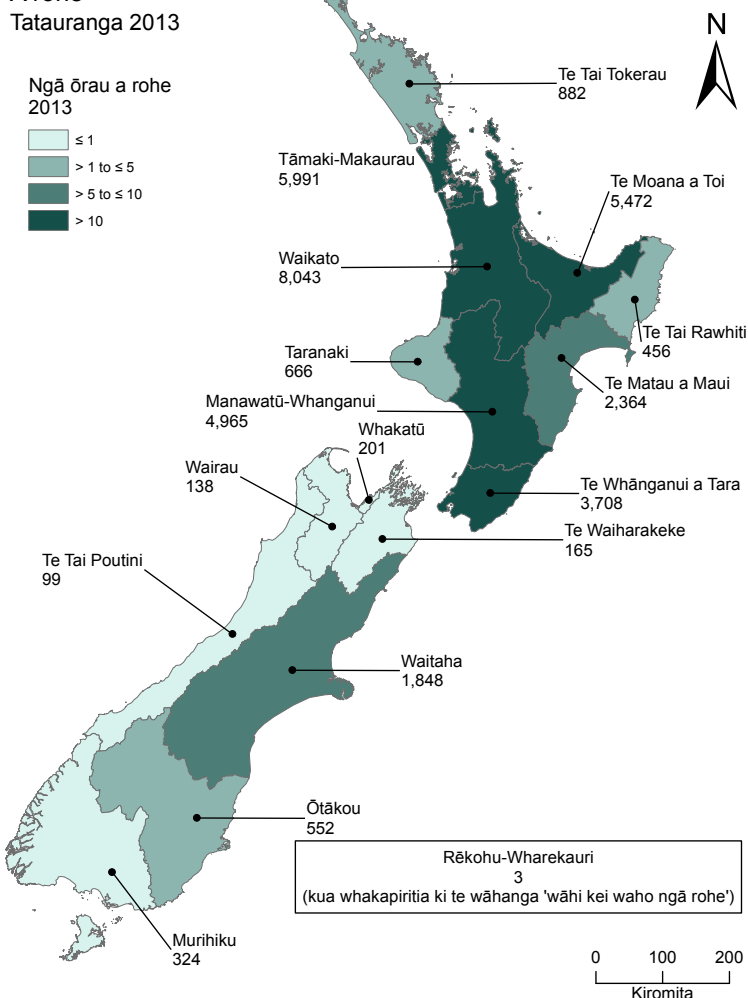 Tatauranga 2013
Ngā ōrau a rohe
2013
≤ 1
> 1 to ≤ 5
> 5 to ≤ 10
> 10
N
Te Tai Tokerau
882
Tāmaki-Makaurau
5,991
Te Moana a Toi
5,472
Waikato
8,043
Te Tai Rawhiti
456
Taranaki
666
Te Matau a Maui
2,364
Manawatū-Whanganui
4,965
Whakatū
201
Wairau
138
Te Whānganui a Tara
3,708
Te Waiharakeke
165
Te Tai Poutini
99
Waitaha
1,848
Ōtākou
552
Rēkohu-Wharekauri
3
(kua whakapiritia ki te wāhanga 'wāhi kei waho ngā rohe')
Murihiku
324
0 100 200
Kiromita